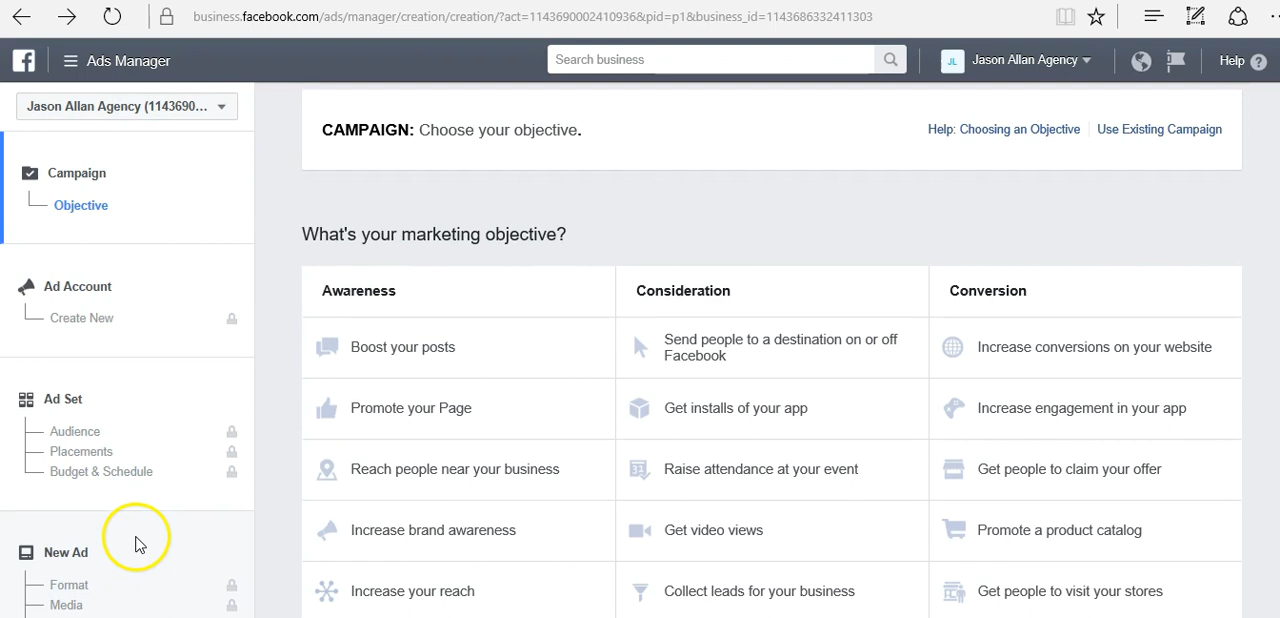 business.facebook.com/ads/manager/creation/creation/?act=1143690002410936&pid=p1&business_id=1143686332411303
Ads Manager
Search business
JL
Jason Allan Agency
Help ?
Jason Allan Agency (1143690...
CAMPAIGN: Choose your objective.
Help: Choosing an Objective
Use Existing Campaign
Campaign
Objective
Ad Account
Create New
Ad Set
Audience
Placements
Budget & Schedule
New Ad
Format
Media
What's your marketing objective?
Awareness
Consideration
Conversion
Boost your posts
Send people to a destination on or off
Facebook
Increase conversions on your website
Promote your Page
Get installs of your app
Increase engagement in your app
Reach people near your business
31
Raise attendance at your event
Get people to claim your offer
Increase brand awareness
Get video views
Promote a product catalog
Increase your reach
Collect leads for your business
Get people to visit your stores